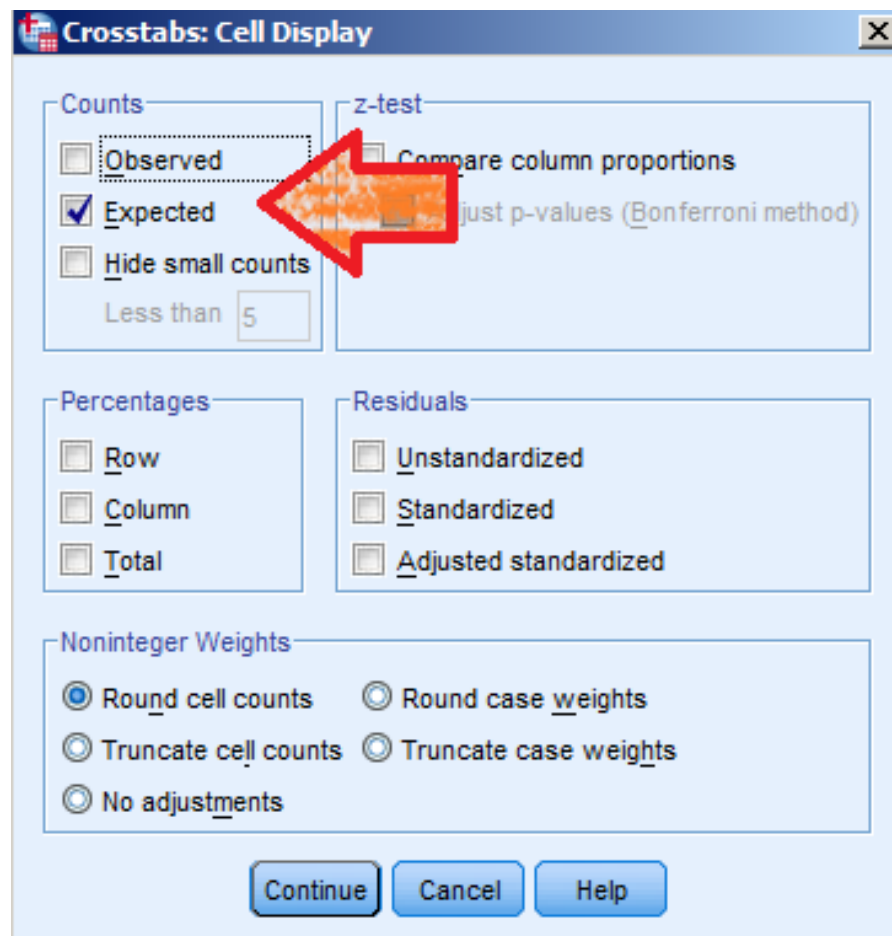 Crosstabs: Cell Display
Counts
Observed
Expected
Hide small counts
Less than 5
z-test
Compare column proportions
just p-values (Bonferroni method)
Percentages
Row
Column
Total
Residuals
Unstandardized
Standardized
Adjusted standardized
Noninteger Weights
Round cell counts Round case weights
Truncate cell counts Truncate case weights
No adjustments
Continue Cancel Help